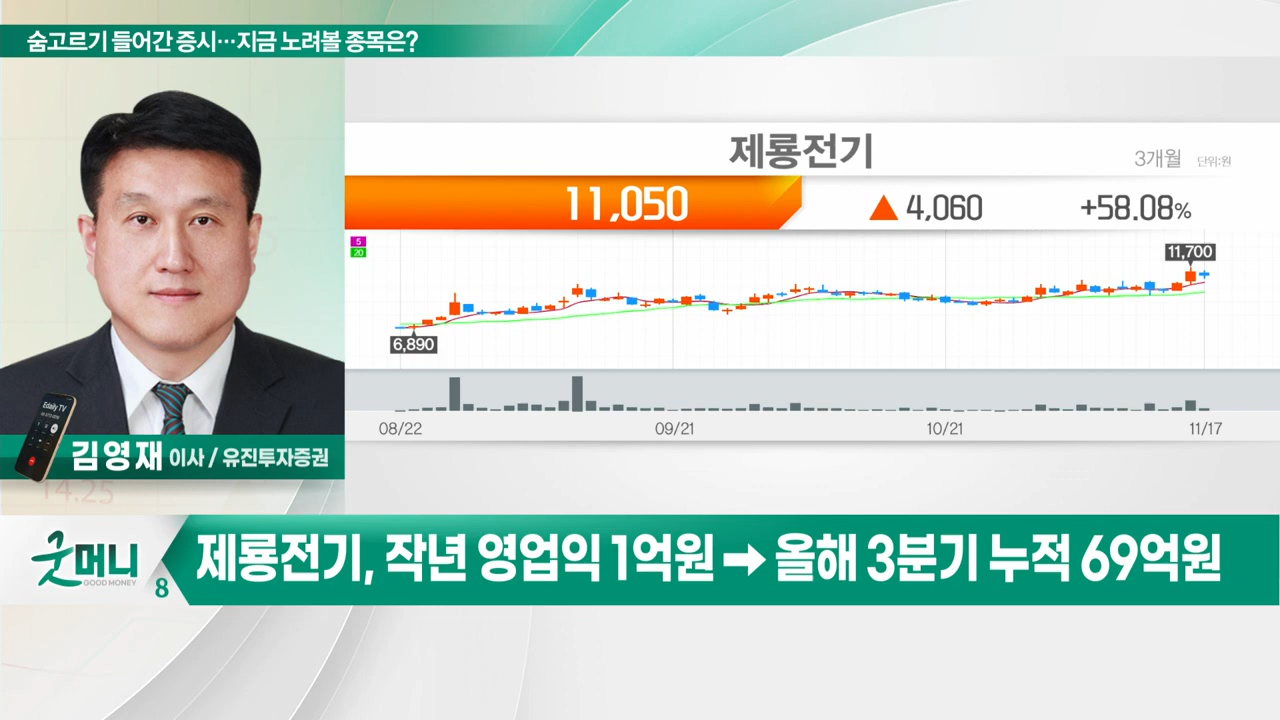 숨고르기 들어간 증시…지금 노려볼 종목은?
제룡전기
3개월 단위:원
11,050 ▲ 4,060 +58.08%
5
20
11,700
6,890
08/22 09/21 10/21 11/17
Edaily TV
김영재 이사 / 유진투자증권
14.25
굿머니
GOOD MONEY
8
제룡전기, 작년 영업익 1억원 ➡ 올해 3분기 누적 69억원